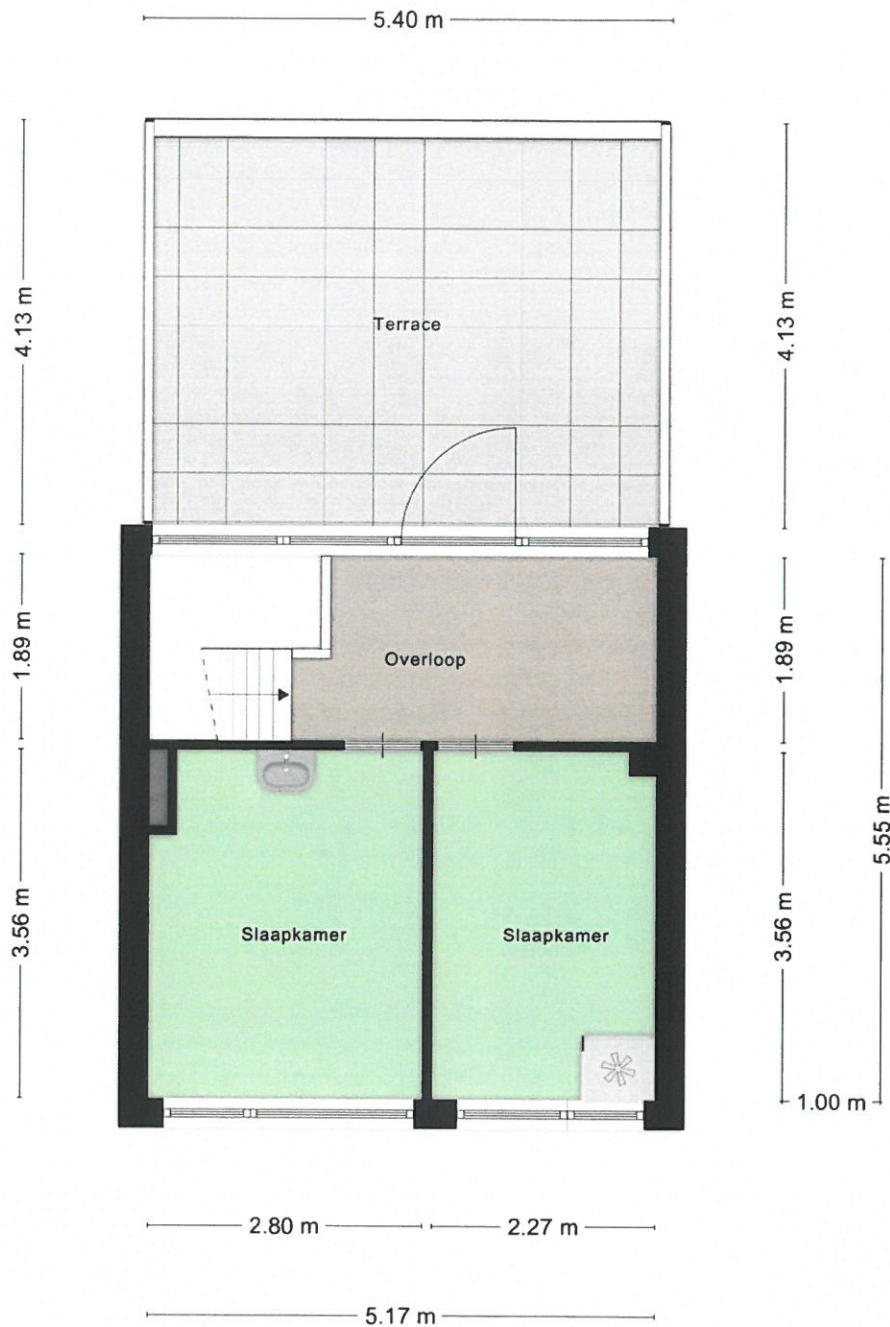 5.40 m
4.13 m
4.13 m
Terrace
1.89 m
1.89 m
Overloop
5.55 m
3.56 m
3.56 m
Slaapkamer
Slaapkamer
1.00 m
2.80 m
2.27 m
5.17 m